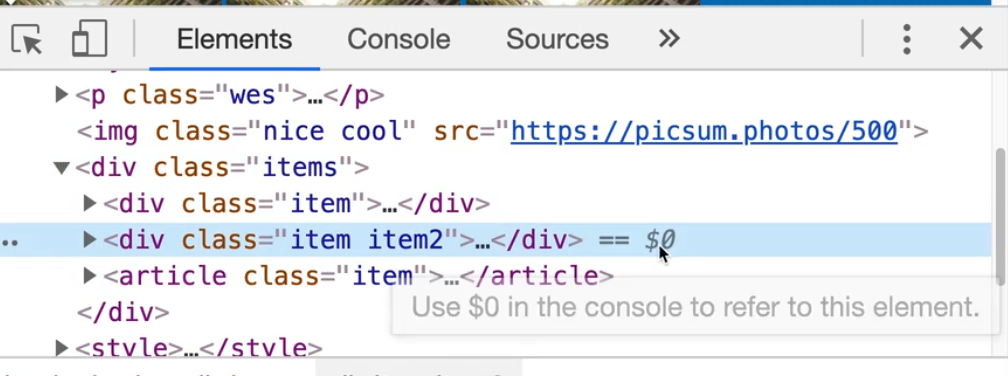 Elements Console Sources »
▶<p class="wes">…</p>
<img class="nice cool" src="https://picsum.photos/500">
▼<div class="items">
▶<div class="item">…</div>
▶<div class="item item2">…</div> == $0
▶<article class="item">…</article>
Use $0 in the console to refer to this element.
</div>
▶<style>…</style>